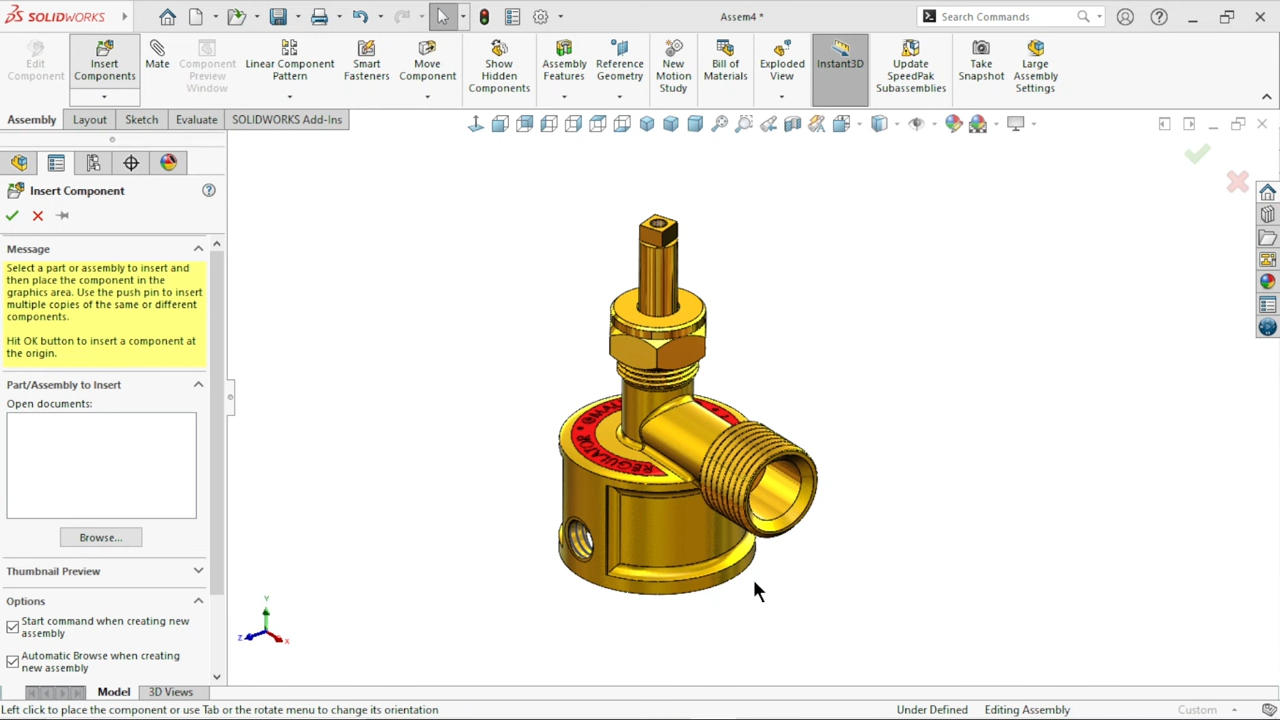 SOLIDWORKS
Assem4 *
Search Commands
Edit Component
Insert Components
Mate
Component Preview Window
Linear Component Pattern
Smart Fasteners
Move Component
Show Hidden Components
Assembly Features
Reference Geometry
New Motion Study
Bill of Materials
Exploded View
Instant3D
Update SpeedPak Subassemblies
Take Snapshot
Large Assembly Settings
Assembly
Layout
Sketch
Evaluate
SOLIDWORKS Add-Ins
Insert Component
Message
Select a part or assembly to insert and
then place the component in the
graphics area. Use the push pin to insert
multiple copies of the same or different
components.
Hit OK button to insert a component at
the origin.
Part/Assembly to Insert
Open documents:
Browse...
Thumbnail Preview
Options
Start command when creating new
assembly
Automatic Browse when creating
new assembly
REGULATOR
Y
Z
X
Model
3D Views
Left click to place the component or use Tab or the rotate menu to change its orientation
Under Defined
Editing Assembly
Custom